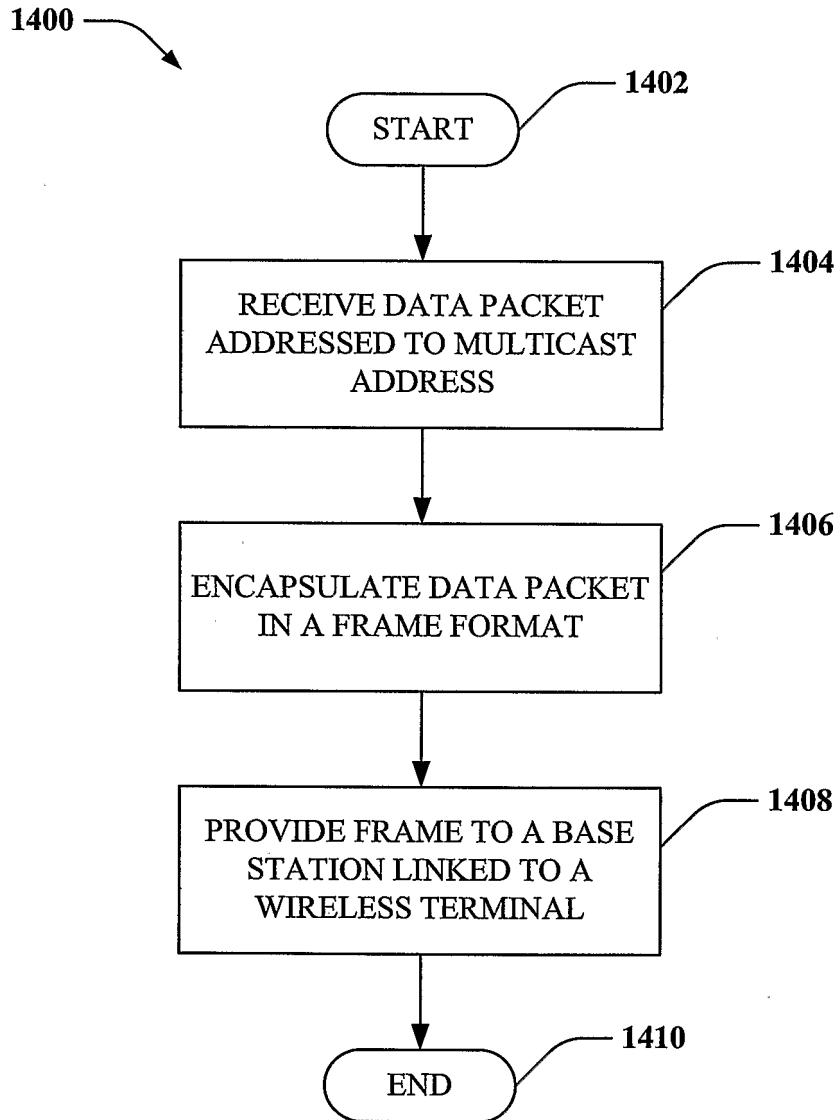 1400
1402
START
1404
RECEIVE DATA PACKET
ADDRESSED TO MULTICAST
ADDRESS
1406
ENCAPSULATE DATA PACKET
IN A FRAME FORMAT
1408
PROVIDE FRAME TO A BASE
STATION LINKED TO A
WIRELESS TERMINAL
1410
END